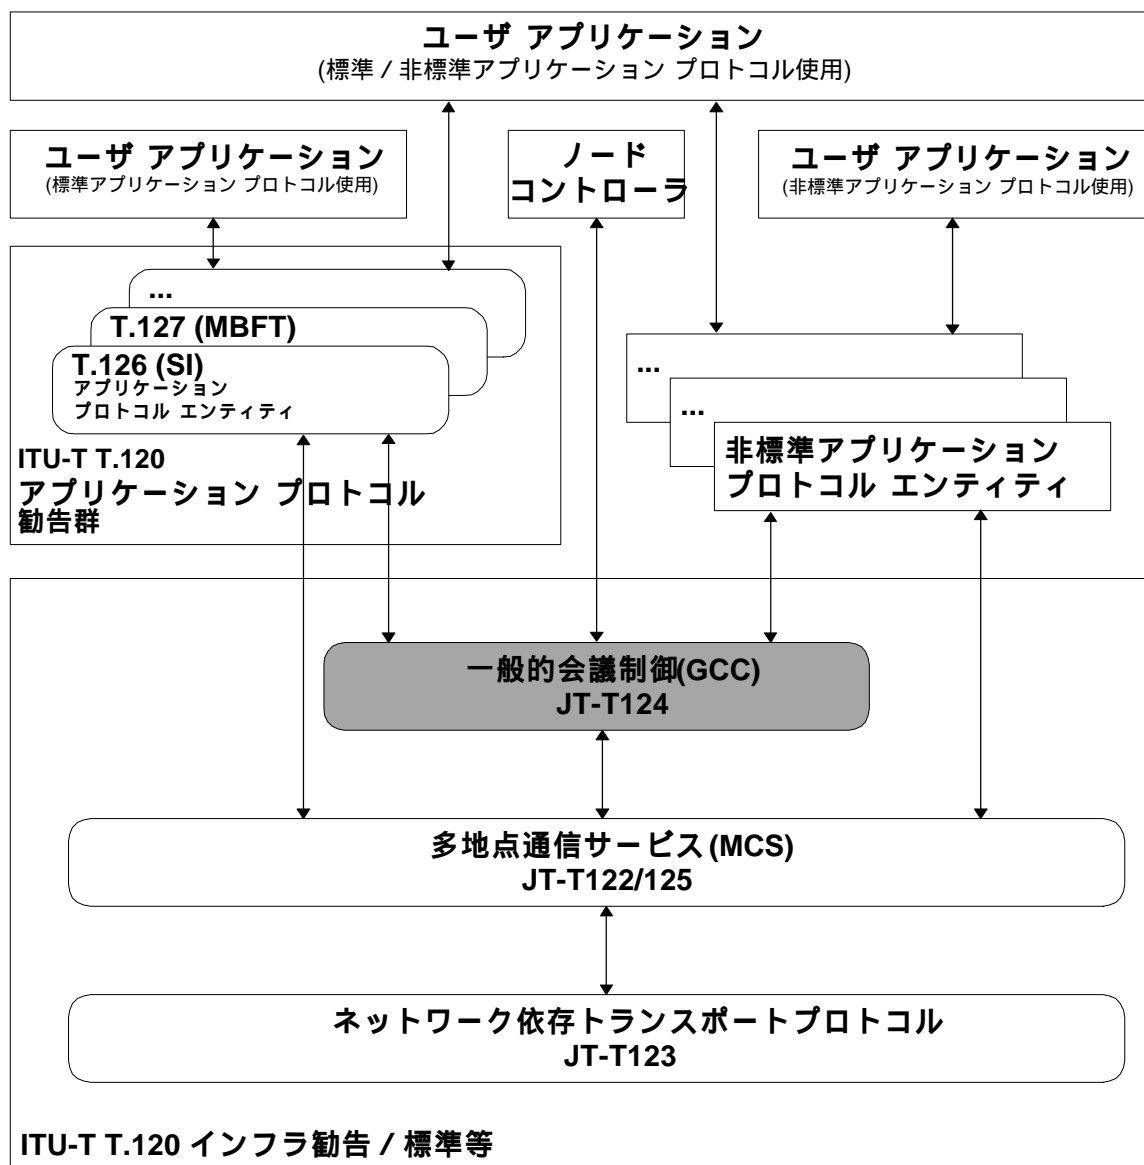 ユーザ アプリケーション
(標準 / 非標準アプリケーション プロトコル使用)
ユーザ アプリケーション
(標準アプリケーション プロトコル使用)
ノード
コントローラ
ユーザ アプリケーション
(非標準アプリケーション プロトコル使用)
...
T.127 (MBFT)
T.126 (SI)
アプリケーション
プロトコル エンティティ
ITU-T T.120
アプリケーション プロトコル
勧告群
...
...
非標準アプリケーション
プロトコル エンティティ
一般的会議制御(GCC)
JT-T124
多地点通信サービス(MCS)
JT-T122/125
ネットワーク依存トランスポートプロトコル
JT-T123
ITU-T T.120 インフラ勧告 / 標準等